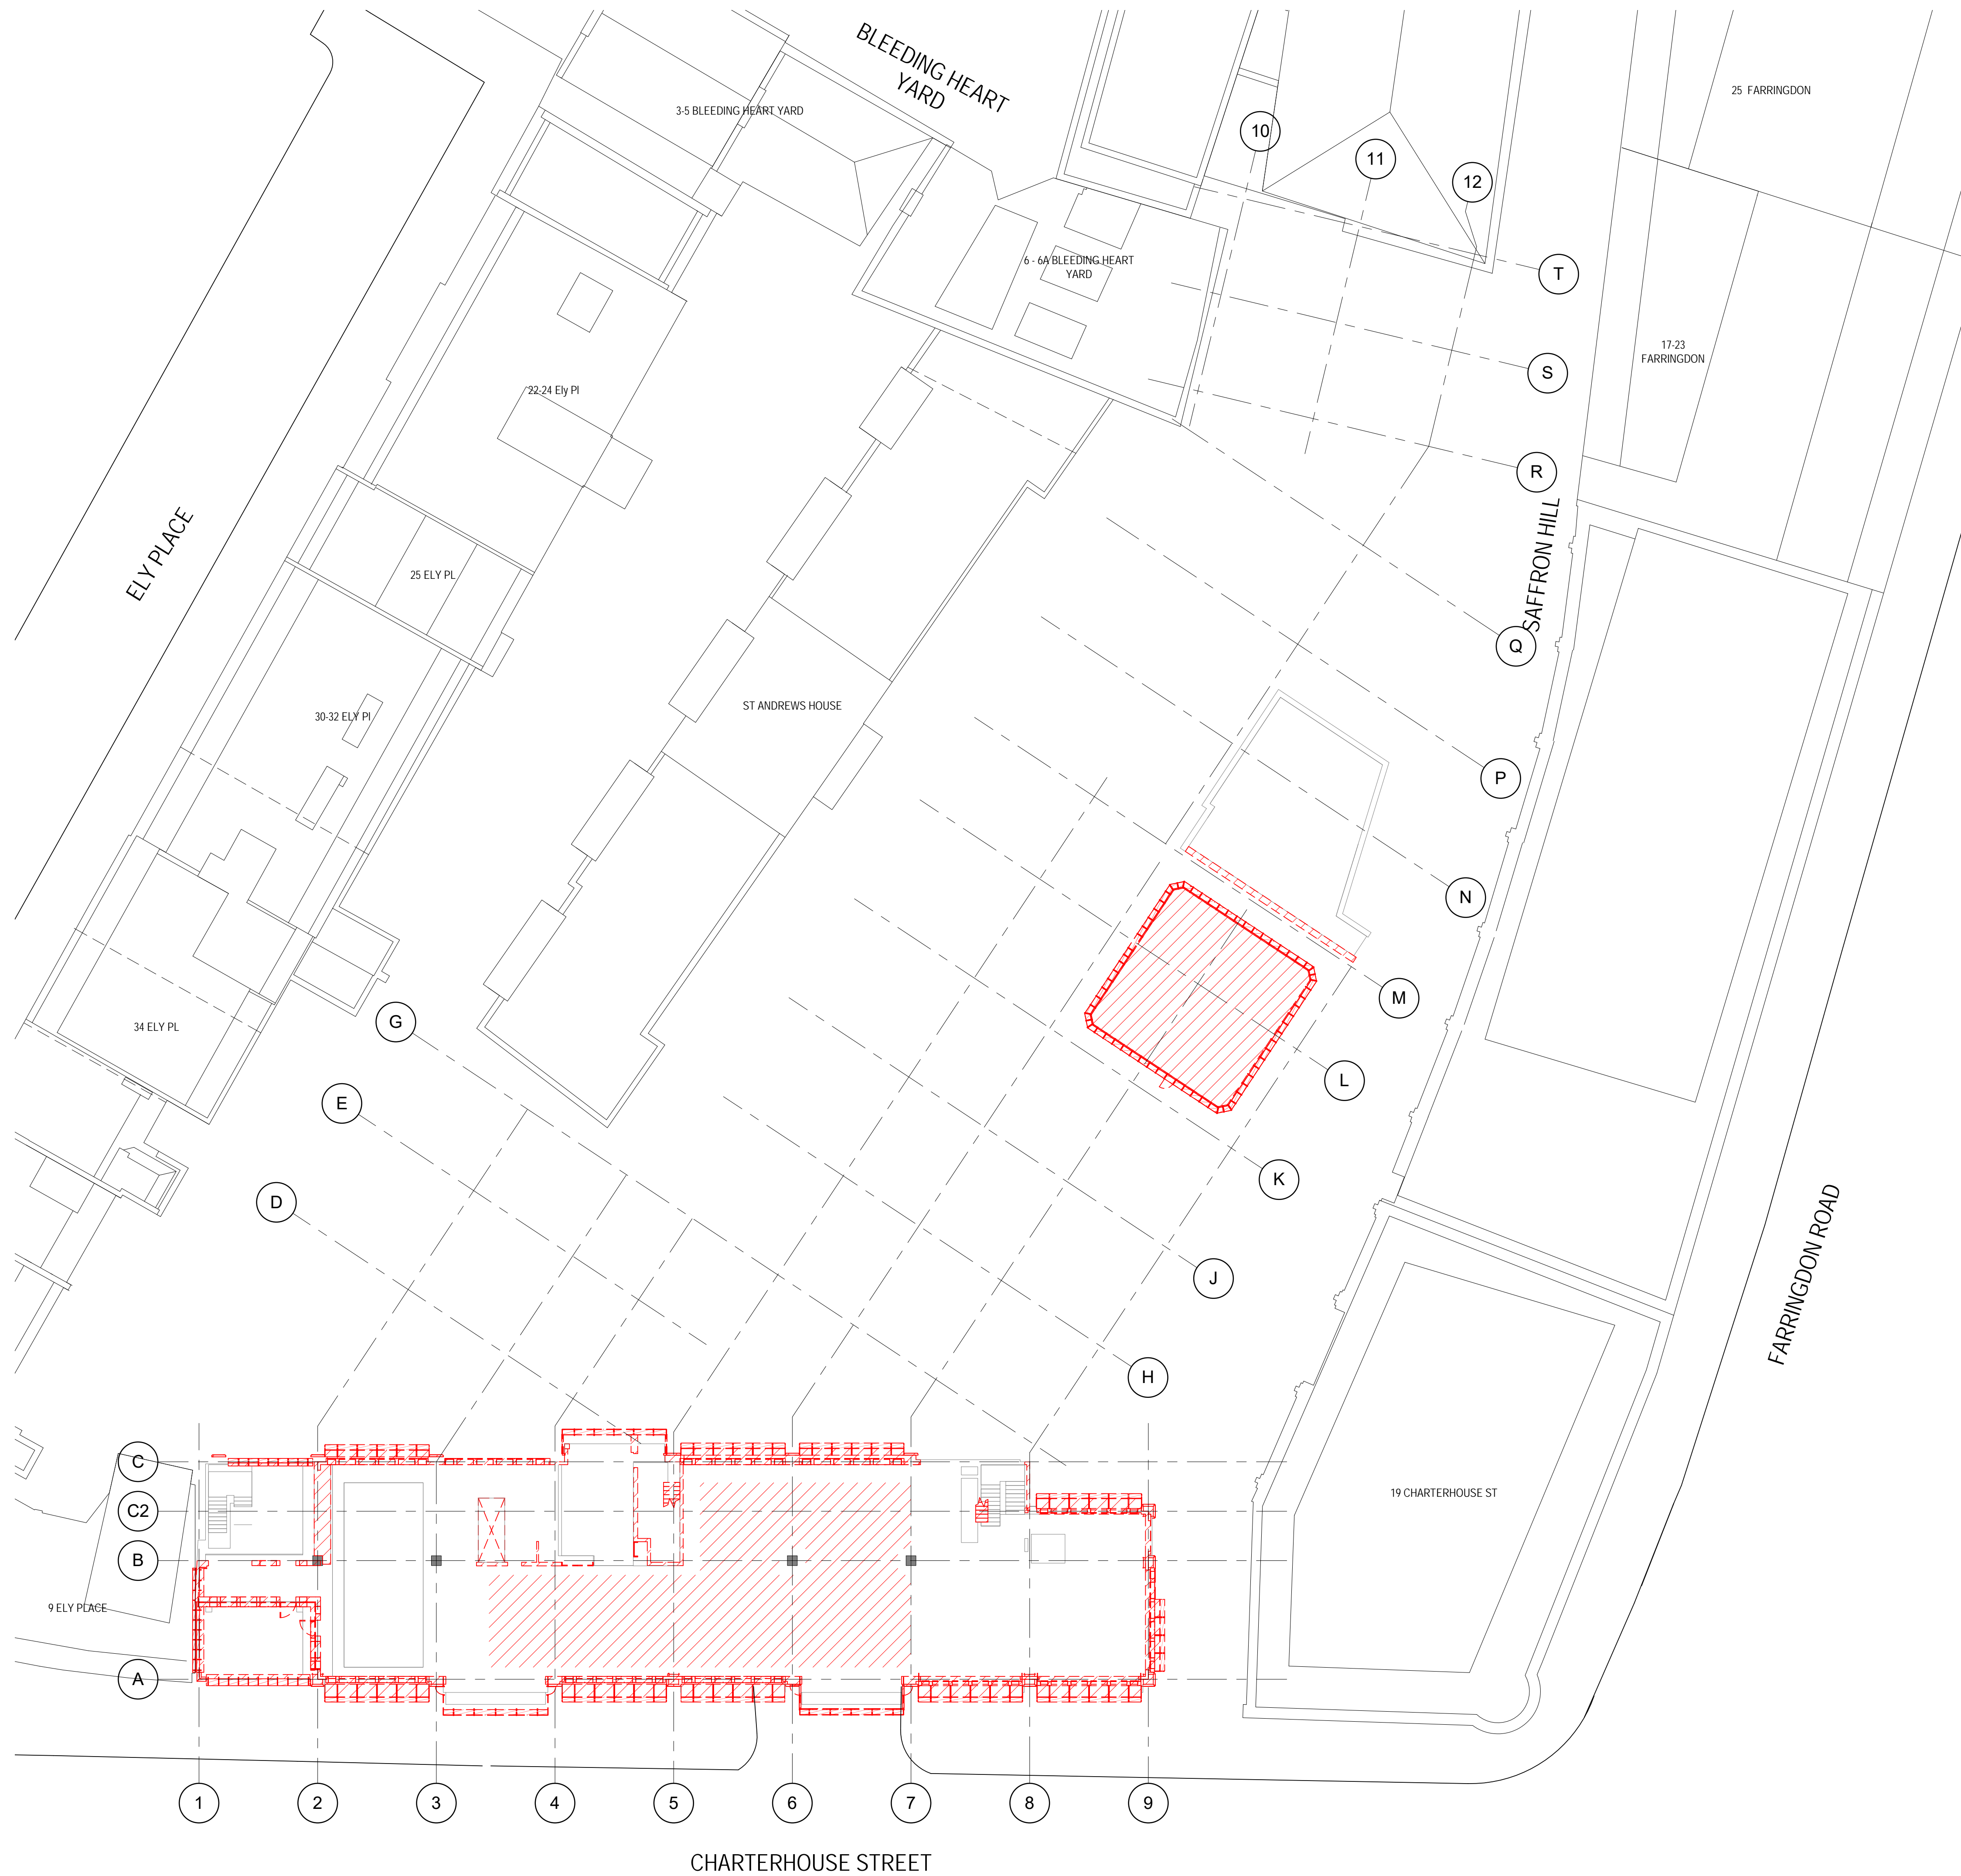 BLEEDING HEART
YARD
3-5 BLEEDING HEART YARD
25 FARRINGDON
10
11
12
6 - 6A BLEEDING HEART
YARD
T
S
17-23
FARRINGDON
22-24 Ely Pl
R
ELY PLACE
SAFFRON HILL
25 ELY PL
Q
30-32 ELY Pl
ST ANDREWS HOUSE
P
N
M
34 ELY PL
G
L
E
K
D
J
FARRINGDON ROAD
H
C
C2
19 CHARTERHOUSE ST
B
9 ELY PLACE
A
1
2
3
4
5
6
7
8
9
CHARTERHOUSE STREET